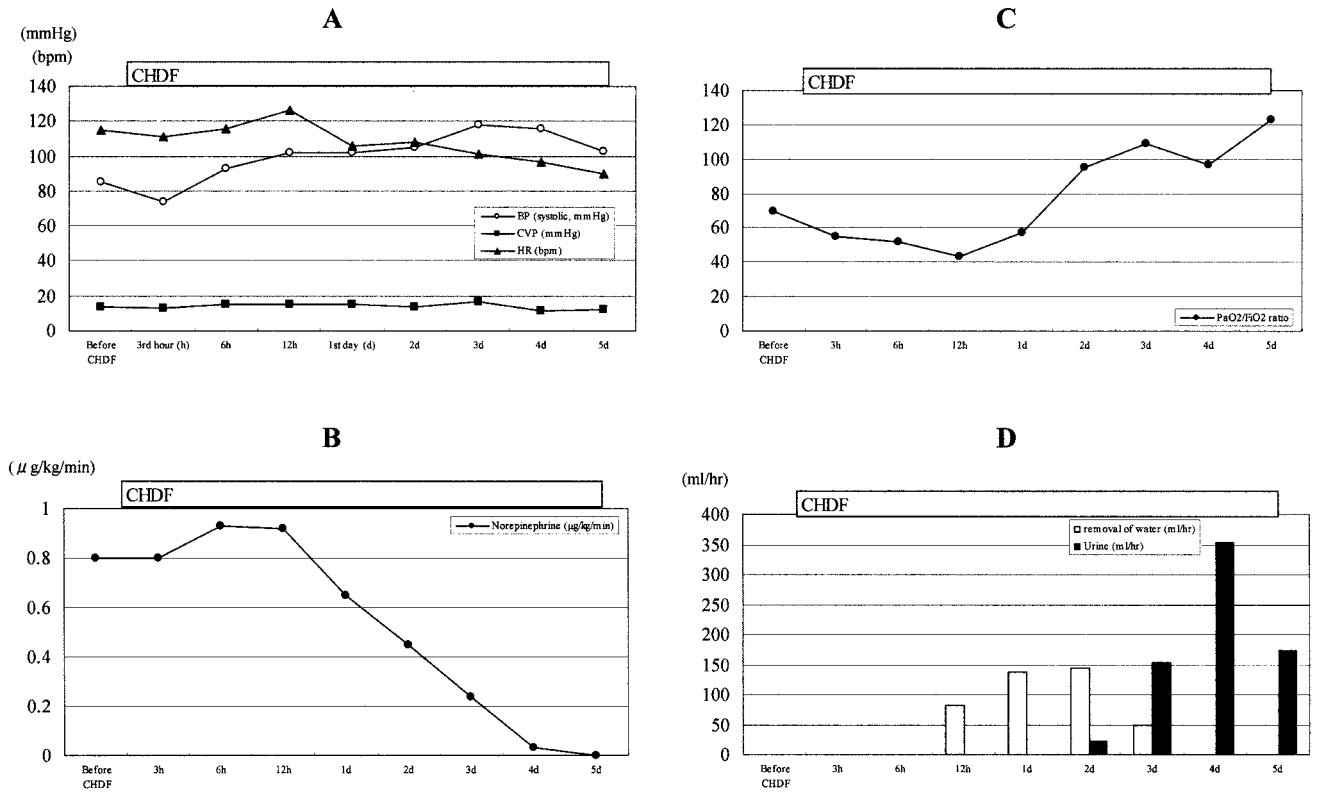 A
(mmHg)
(bpm)
CHDF
140
120
100
80
60
40
20
0
BP (systolic, mmHg)
CVP (mmHg)
HR (bpm)
Before CHDF 3rd hour (h) 6h 12h 1st day (d) 2d 3d 4d 5d
C
CHDF
140
120
100
80
60
40
20
0
PaO2/FiO2 ratio
Before CHDF 3h 6h 12h 1d 2d 3d 4d 5d
B
(μ g/kg/min)
CHDF
1
0.8
0.6
0.4
0.2
0
Norepinephrine (μg/kg/min)
Before CHDF 3h 6h 12h 1d 2d 3d 4d 5d
D
(ml/hr)
CHDF
400
350
300
250
200
150
100
50
0
removal of water (ml/hr)
Urine (ml/hr)
Before CHDF 3h 6h 12h 1d 2d 3d 4d 5d